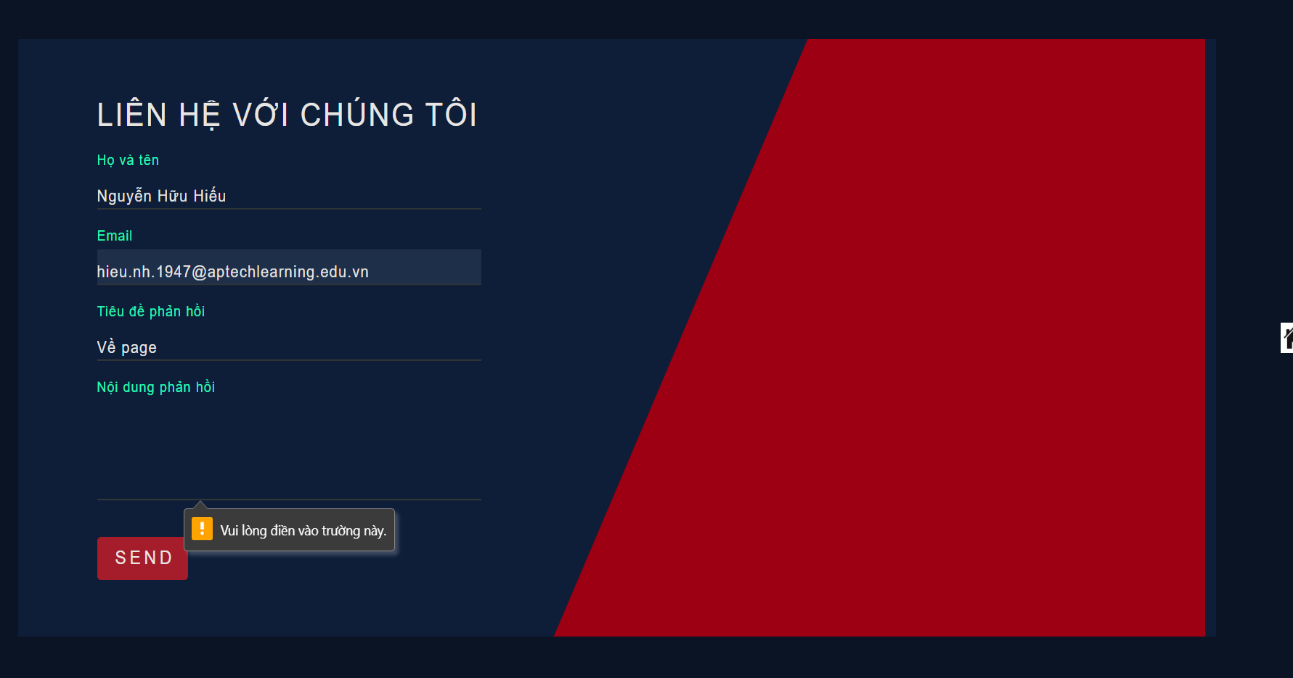 LIÊN HỆ VỚI CHÚNG TÔI
Họ và tên
Nguyễn Hữu Hiếu
Email
hieu.nh.1947@aptechlearning.edu.vn
Tiêu đề phản hồi
Về page
Nội dung phản hồi
Vui lòng điền vào trường này.
SEND